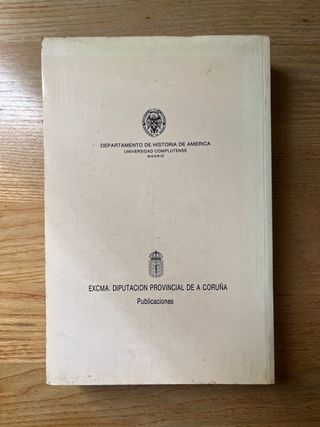 DEPARTAMENTO DE HISTORIA DE AMERICA
UNIVERSIDAD COMPLUTENSE
MADRID
EXCMA. DIPUTACION PROVINCIAL DE A CORUÑA
Publicaciones